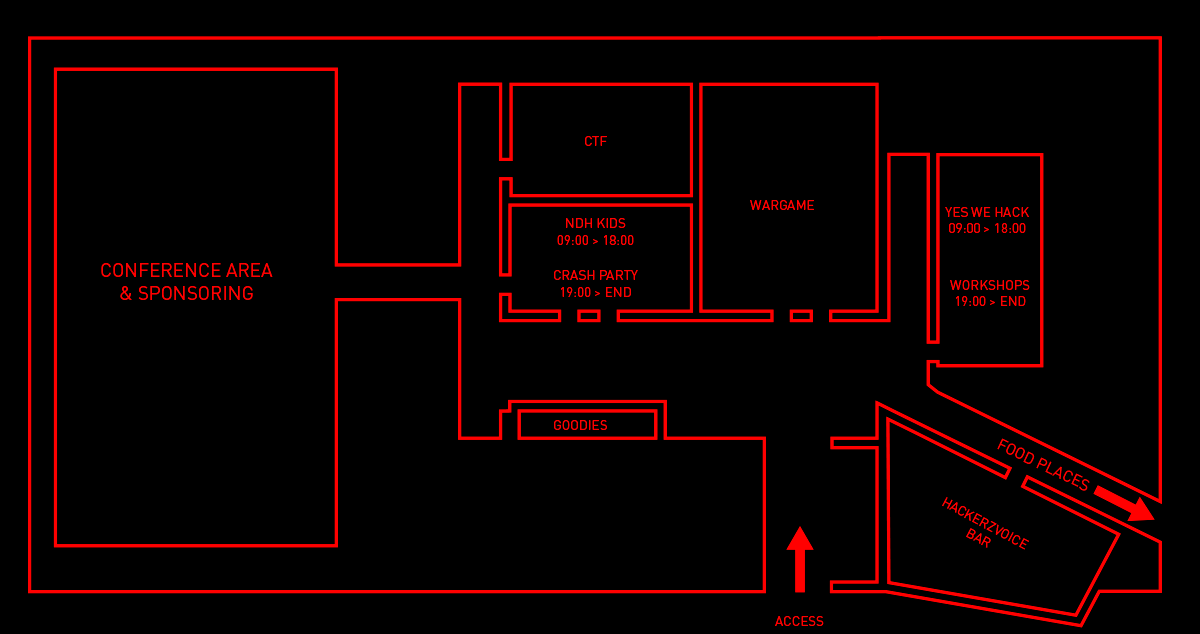 CONFERENCE AREA
& SPONSORING
CTF
NDH KIDS
09:00 > 18:00
CRASH PARTY
19:00 > END
WARGAME
YES WE HACK
09:00 > 18:00
WORKSHOPS
19:00 > END
GOODIES
FOOD PLACES
HACKERZVOICE
BAR
ACCESS